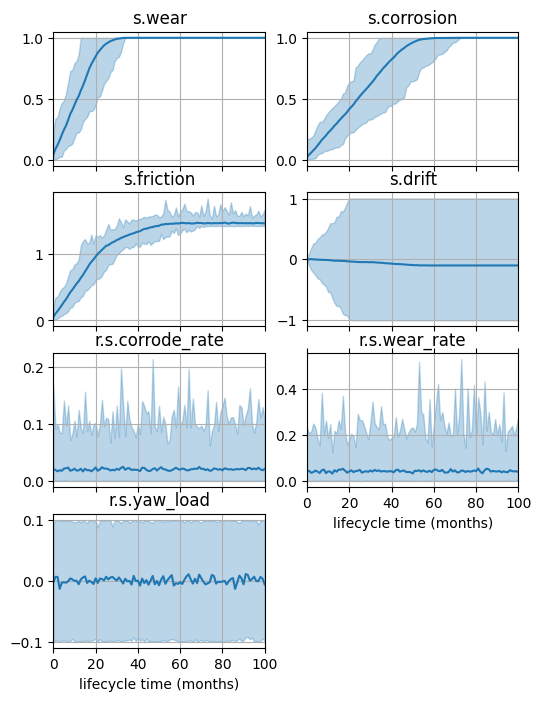 s.wear
s.corrosion
1.0
0.5
0.0
1.0
0.5
0.0
s.friction
s.drift
1
0
1
0
−1
r.s.corrode_rate
r.s.wear_rate
0.2
0.1
0.0
0.4
0.2
0.0
0 20 40 60 80 100
lifecycle time (months)
r.s.yaw_load
0.1
0.0
−0.1
0 20 40 60 80 100
lifecycle time (months)